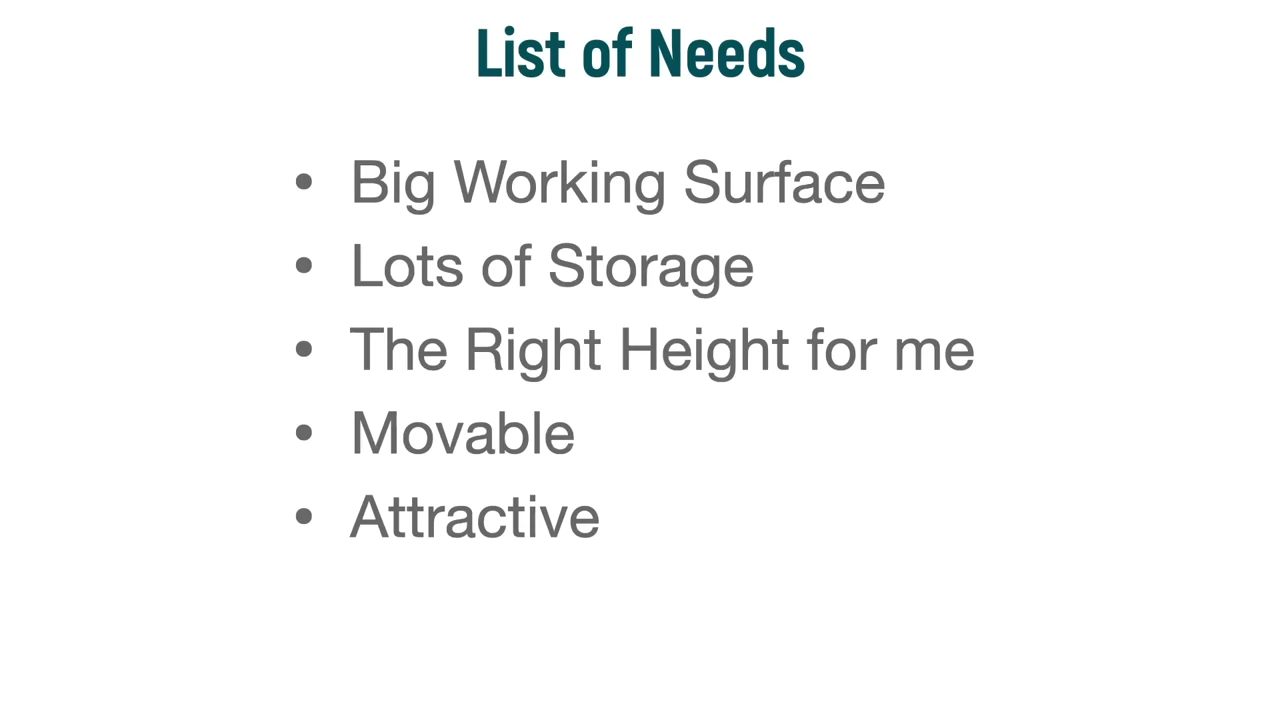 List of Needs
• Big Working Surface
• Lots of Storage
• The Right Height for me
• Movable
• Attractive